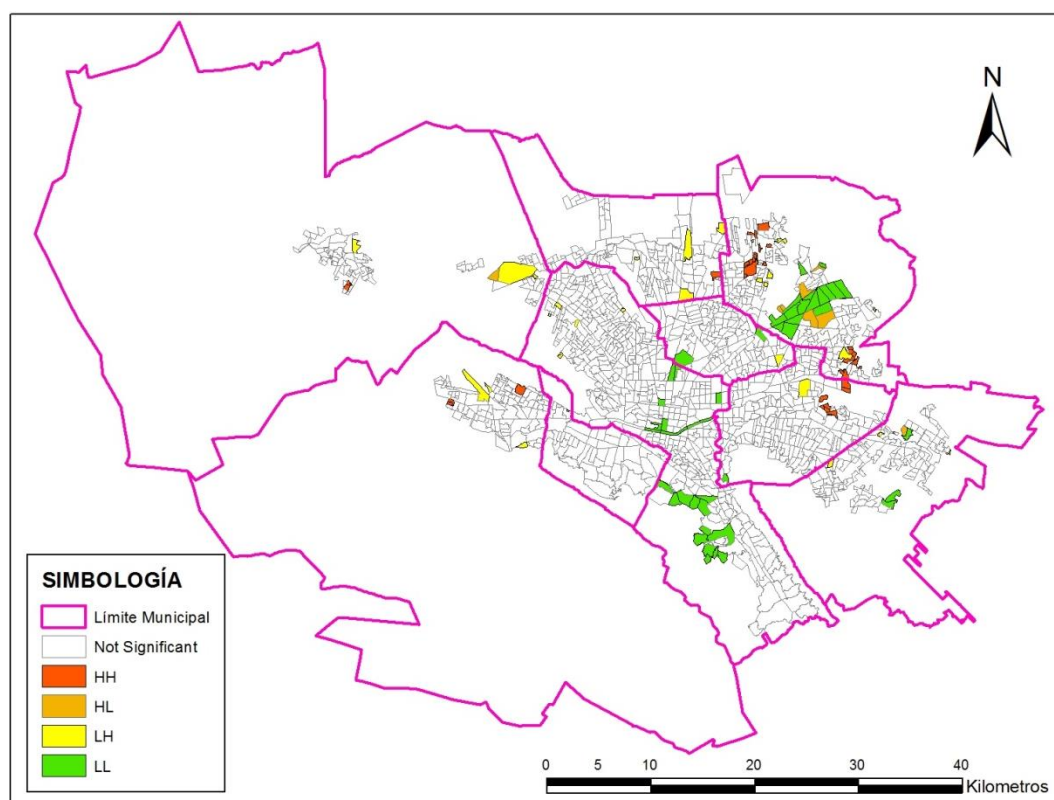 N
SIMBOLOGÍA
Límite Municipal
Not Significant
HH
HL
LH
LL
0 5 10 20 30 40
Kilometros